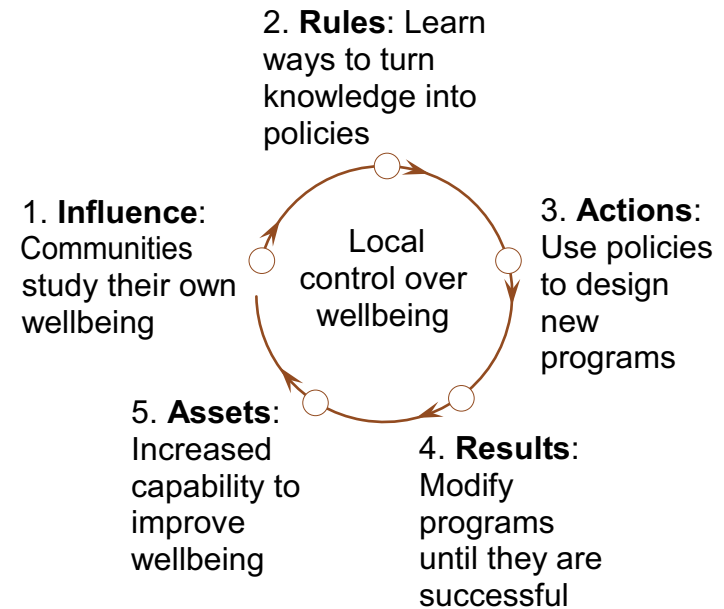 2. Rules: Learn
ways to turn
knowledge into
policies
1. Influence:
Communities
study their own
wellbeing
Local
control over
wellbeing
3. Actions:
Use policies
to design
new
programs
5. Assets:
Increased
capability to
improve
wellbeing
4. Results:
Modify
programs
until they are
successful